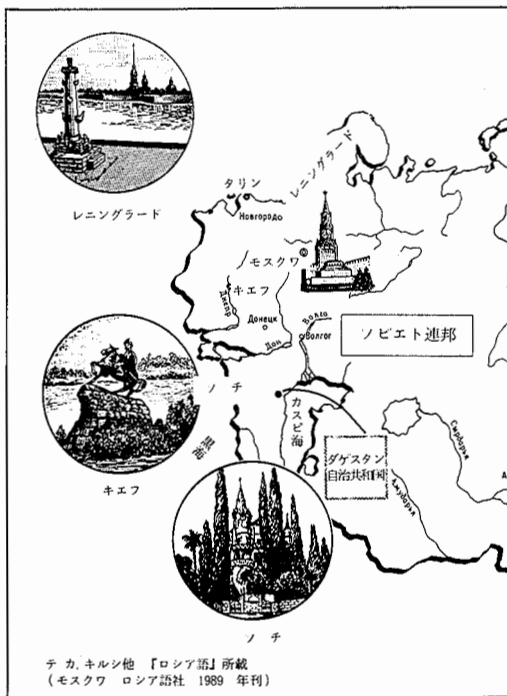 レニングラード
タリン
レニングラード
Новгородо
モスクワ
キエフ
Днепр
Донецк
Дон
Волго
Волгог
ソビエト連邦
ソチ
黒海
カスピ海
ダゲスタン
自治共和国
Сырдарья
Амударья
キエフ
ソチ
テ カ.キルシ他 『ロシア語』所載
(モスクワ ロシア語社 1989 年刊)